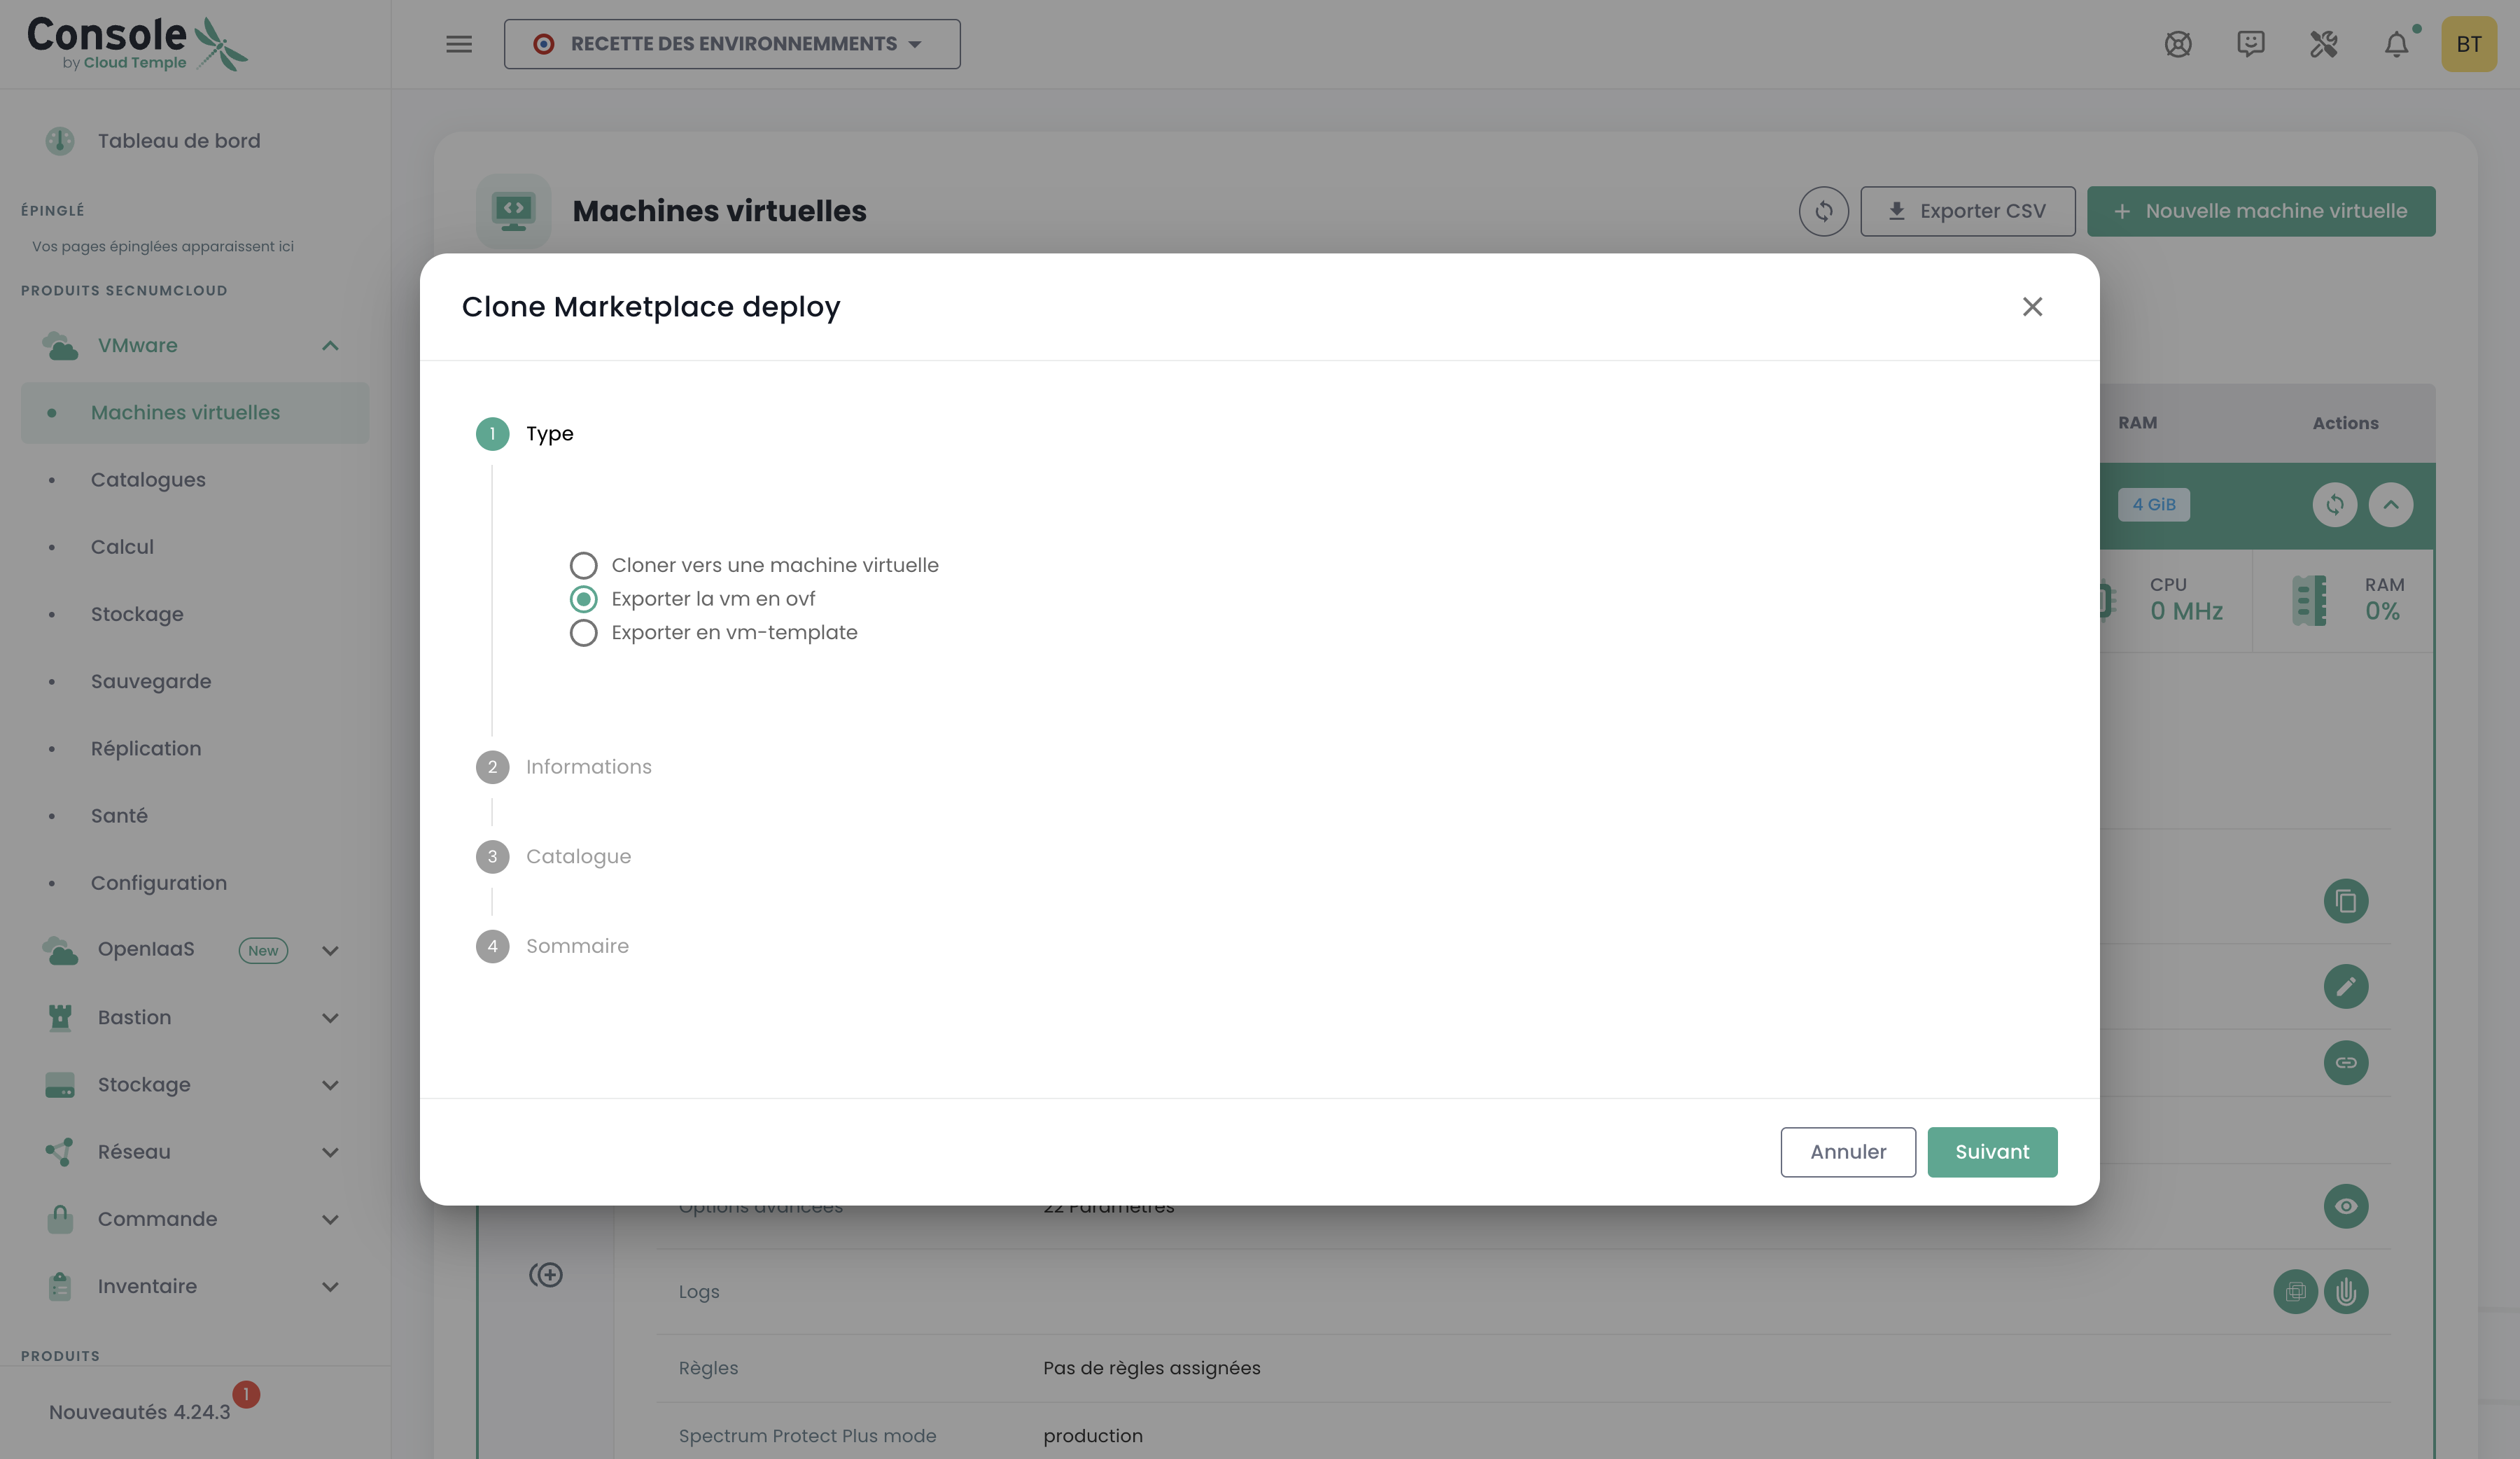 Console
by Cloud Temple
RECETTE DES ENVIRONNEMMENTS
BT
Tableau de bord
ÉPINGLÉ
Vos pages épinglées apparaissent ici
PRODUITS SECNUMCLOUD
VMware
Machines virtuelles
Catalogues
Calcul
Stockage
Sauvegarde
Réplication
Santé
Configuration
OpenIaaS New
Bastion
Stockage
Réseau
Commande
Inventaire
PRODUITS
Nouveautés 4.24.3 1
Machines virtuelles
Exporter CSV
+ Nouvelle machine virtuelle
RAM Actions
4 GiB
CPU
0 MHz
RAM
0%
Clone Marketplace deploy
1 Type
Cloner vers une machine virtuelle
Exporter la vm en ovf
Exporter en vm-template
2 Informations
3 Catalogue
4 Sommaire
Annuler Suivant
Options avancées 22 Paramètres
Logs
Règles Pas de règles assignées
Spectrum Protect Plus mode production